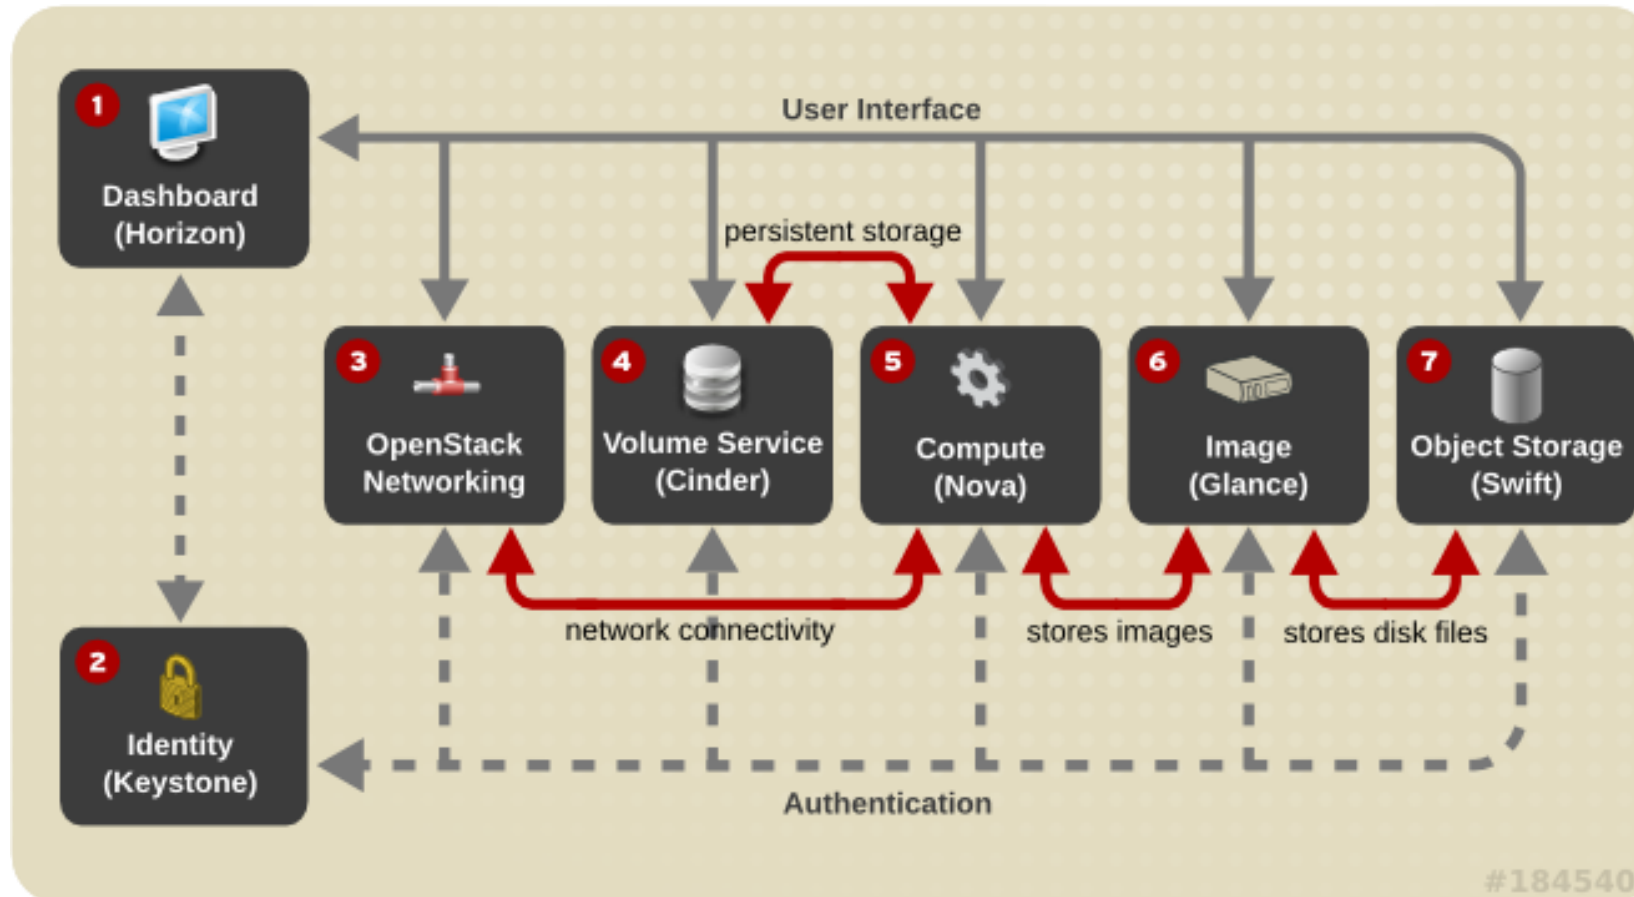 1
Dashboard
(Horizon)
User Interface
persistent storage
3
OpenStack
Networking
4
Volume Service
(Cinder)
5
Compute
(Nova)
6
Image
(Glance)
7
Object Storage
(Swift)
network connectivity
stores images
stores disk files
2
Identity
(Keystone)
Authentication
#184540